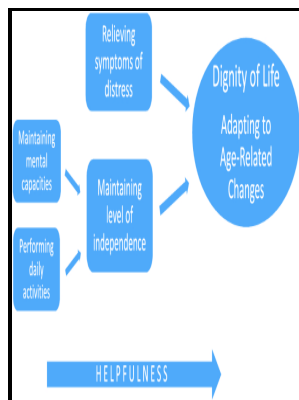 Relieving
symptoms of
distress
Dignity of Life
Adapting to
Age-Related
Changes
Maintaining
mental
capacities
Maintaining
level of
independence
Performing
daily
activities
HELPFULNESS